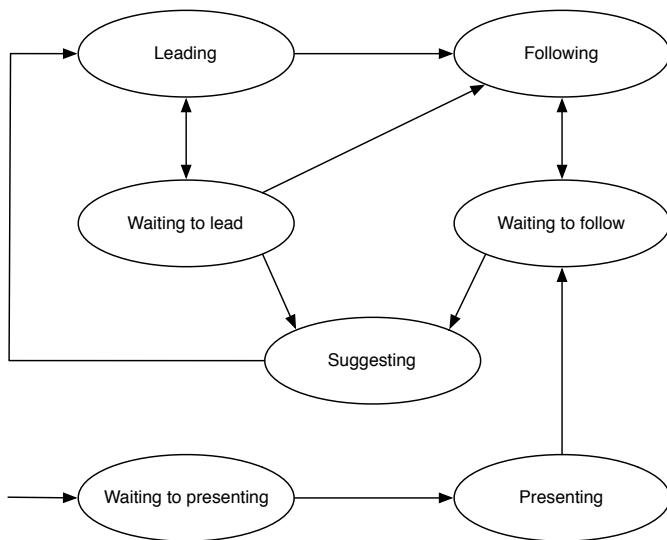 Leading
Following
Waiting to lead
Waiting to follow
Suggesting
Waiting to presenting
Presenting